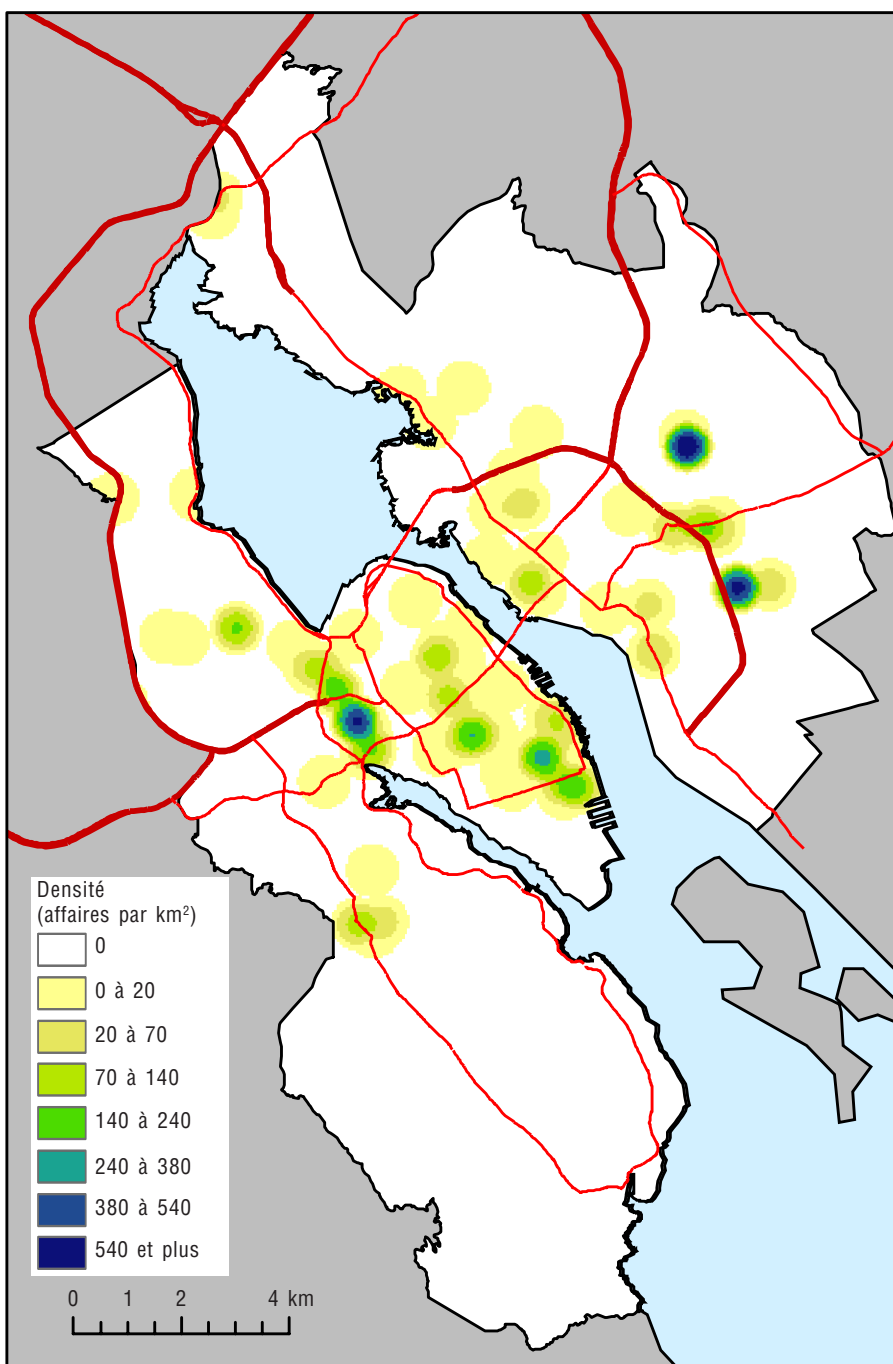 Densité
(affaires par km²)
0
0 à 20
20 à 70
70 à 140
140 à 240
240 à 380
380 à 540
540 et plus
0 1 2 4 km